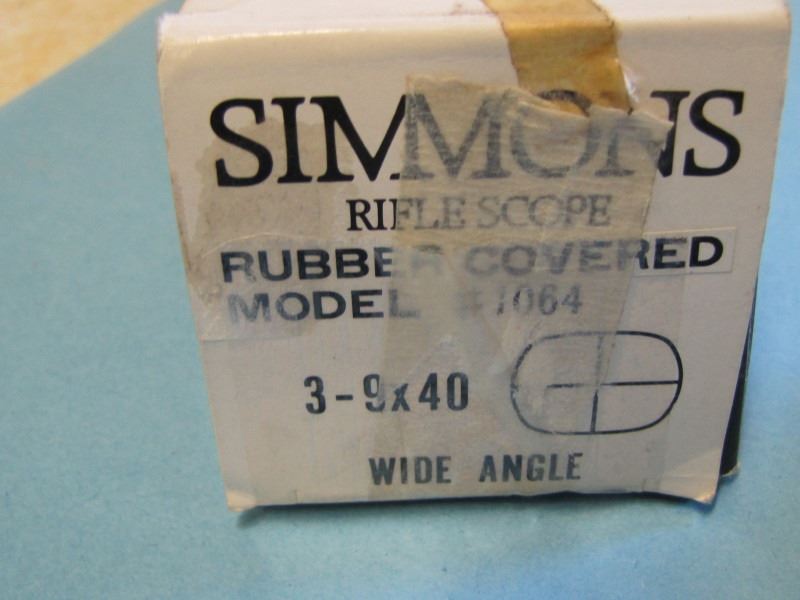 SIMMONS
RIFLE SCOPE
RUBBER COVERED
MODEL #1064
3-9x40
WIDE ANGLE